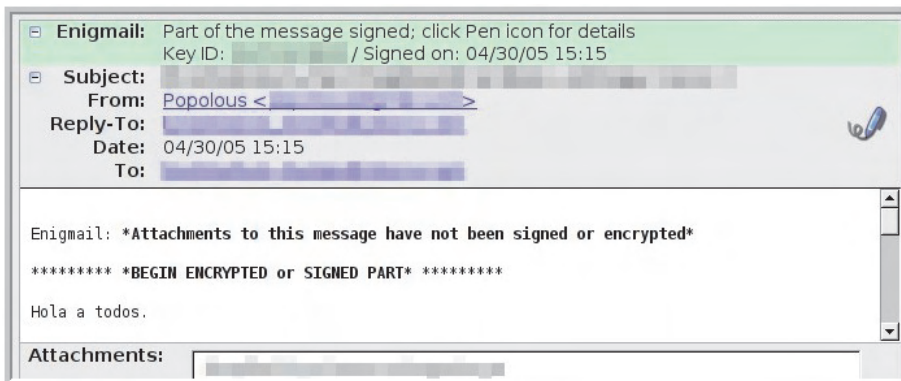 Enigmail: Part of the message signed; click Pen icon for details
Key ID: / Signed on: 04/30/05 15:15
Subject:
From: Popolous < >
Reply-To:
Date: 04/30/05 15:15
To:
Enigmail: *Attachments to this message have not been signed or encrypted*
********* *BEGIN ENCRYPTED or SIGNED PART* *********
Hola a todos.
Attachments: